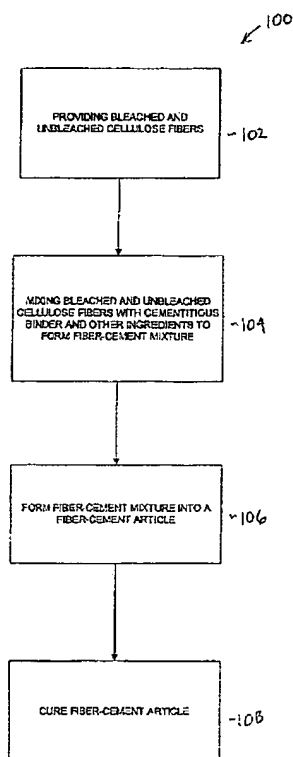 100
PROVIDING BLEACHED AND
UNBLEACHED CELLULOSE FIBERS
102
MIXING BLEACHED AND UNBLEACHED
CELLULOSE FIBERS WITH CEMENTITIOUS
BINDER AND OTHER INGREDIENTS TO
FORM FIBER-CEMENT MIXTURE
104
FORM FIBER-CEMENT MIXTURE INTO A
FIBER-CEMENT ARTICLE
106
CURE FIBER-CEMENT ARTICLE
108